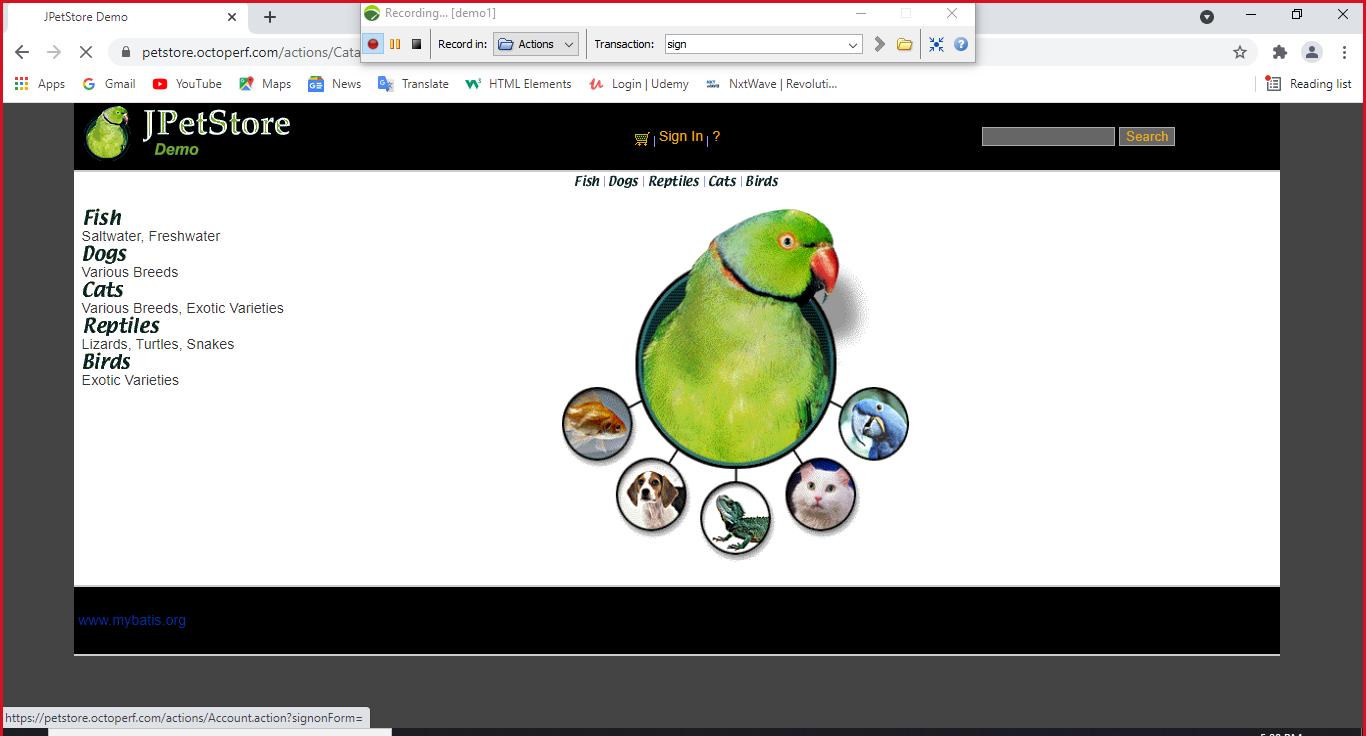 JPetStore Demo
Recording... [demo1]
Record in: Actions
Transaction: sign
petstore.octoperf.com/actions/Cata
Apps Gmail YouTube Maps News Translate HTML Elements Login | Udemy NxtWave | Revoluti... Reading list
JPetStore
Demo
Sign In | ?
Search
Fish | Dogs | Reptiles | Cats | Birds
Fish
Saltwater, Freshwater
Dogs
Various Breeds
Cats
Various Breeds, Exotic Varieties
Reptiles
Lizards, Turtles, Snakes
Birds
Exotic Varieties
www.mybatis.org
https://petstore.octoperf.com/actions/Account.action?signonForm=